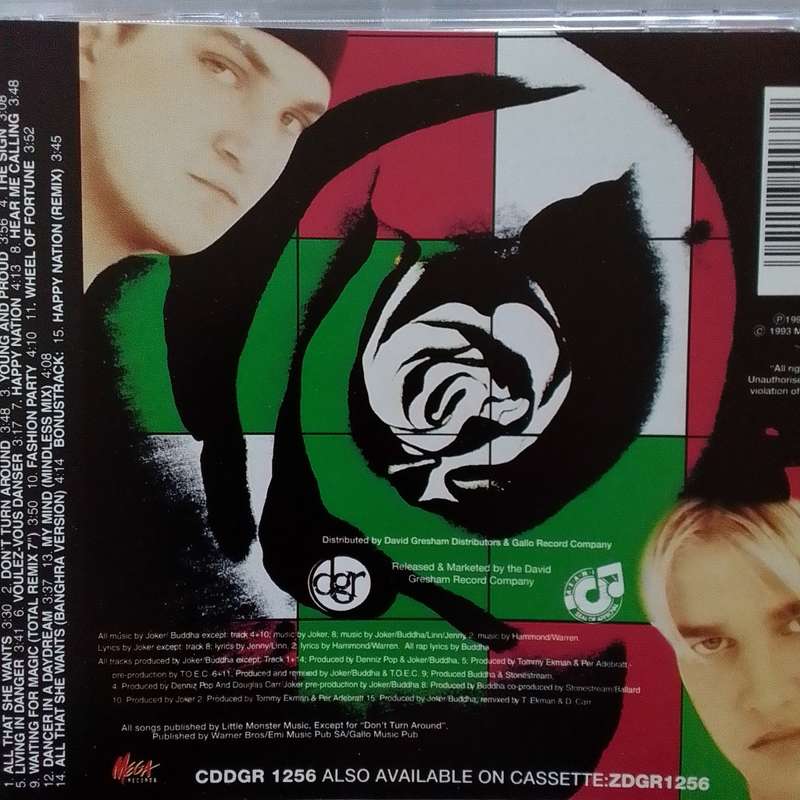 1. ALL THAT SHE WANTS 3:30 2. DON'T TURN AROUND 3:48 3. YOUNG AND PROUD 3:56 4. THE SIGN 3:08
5. LIVING IN DANGER 3:41 6. VOULEZ-VOUS DANSER 3:17 7. HAPPY NATION 4:13 8. HEAR ME CALLING 3:48
9. WAITING FOR MAGIC (TOTAL REMIX 7") 3:50 10. FASHION PARTY 4:10 11. WHEEL OF FORTUNE 3:52
12. DANCER IN A DAYDREAM 3:37 13. MY MIND (MINDLESS MIX) 4:08
14. ALL THAT SHE WANTS (BANGHRA VERSION) 4:14 BONUSTRACK: 15. HAPPY NATION (REMIX) 3:45
℗ 199
© 1993 M
"All rig
Unauthorise
violation of
Distributed by David Gresham Distributors & Gallo Record Company
dgr
Released & Marketed by the David
Gresham Record Company
SEAL OF APPROVAL
All music by Joker/ Buddha except: track 4+10; music by Joker, 8; music by Joker/Buddha/Linn/Jenny 2; music by Hammond/Warren.
Lyrics by Joker except: track 8; lyrics by Jenny/Linn, 2; lyrics by Hammond/Warren. All rap lyrics by Buddha
All tracks produced by Joker/ Buddha except: Track 1+14; Produced by Denniz Pop & Joker/Buddha, 5; Produced by Tommy Ekman & Per Adebratt -
pre-production by T.O.E.C. 6+11; Produced and remixed by Joker/Buddha & T.O.E.C, 9; Produced Buddha & Stonestream,
4. Produced by Denniz Pop And Douglas Carr/Joker pre-production by Joker/Buddha 8; Produced by Buddha co-produced by Stonestream/Ballard
10. Produced by Joker 2. Produced by Tommy Ekman & Per Adebratt 15. Produced by Joker/Buddha, remixed by T. Ekman & D. Carr.
All songs published by Little Monster Music, Except for "Don't Turn Around".
Published by Warner Bros/Emi Music Pub SA/Gallo Music Pub
MEGA
RECORDS
CDDGR 1256 ALSO AVAILABLE ON CASSETTE:ZDGR1256